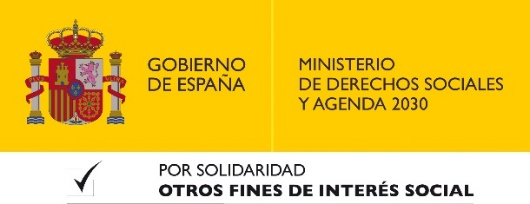 GOBIERNO
DE ESPAÑA
MINISTERIO
DE DERECHOS SOCIALES
Y AGENDA 2030
POR SOLIDARIDAD
OTROS FINES DE INTERÉS SOCIAL